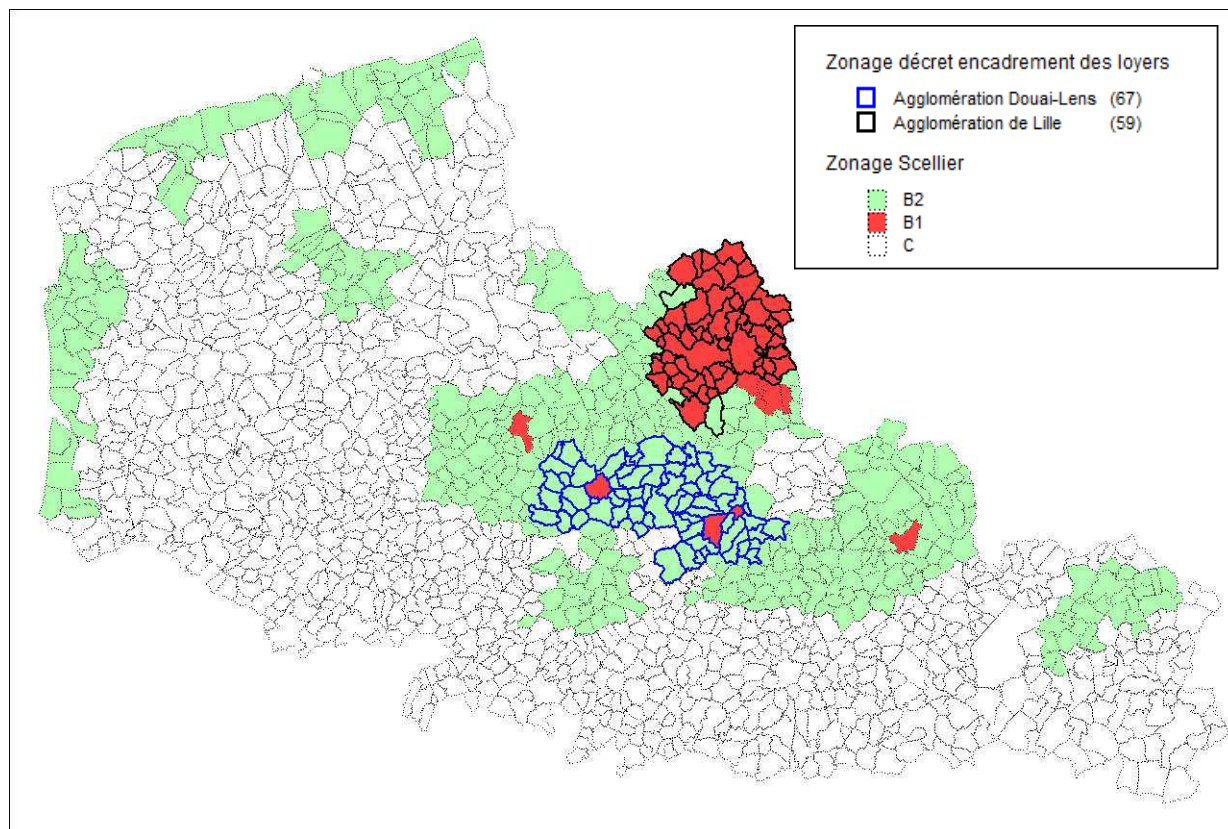 Zonage décret encadrement des loyers
Agglomération Douai-Lens (67)
Agglomération de Lille (59)
Zonage Scellier
B2
B1
C